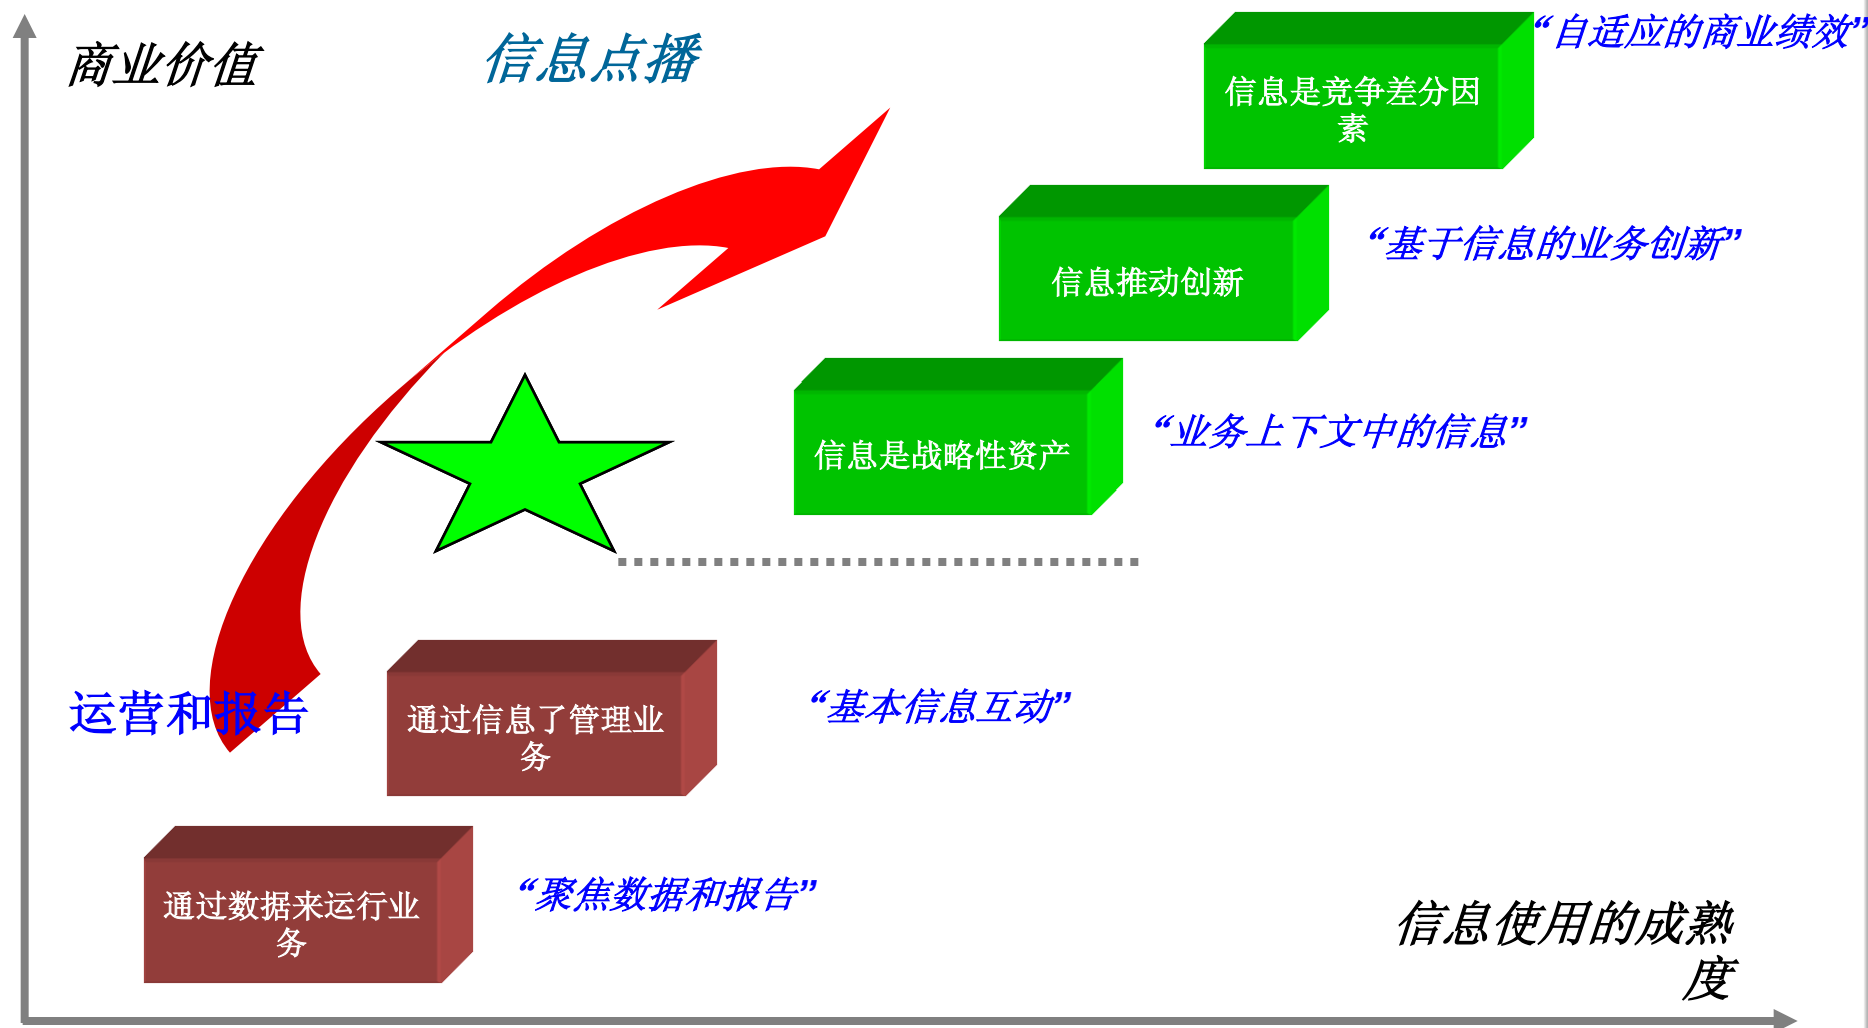 商业价值
信息点播
“自适应的商业绩效”
信息是竞争差分因
素
“基于信息的业务创新”
信息推动创新
“业务上下文中的信息”
信息是战略性资产
运营和报告
通过信息了管理业
务
“基本信息互动”
通过数据来运行业
务
“聚焦数据和报告”
信息使用的成熟
度